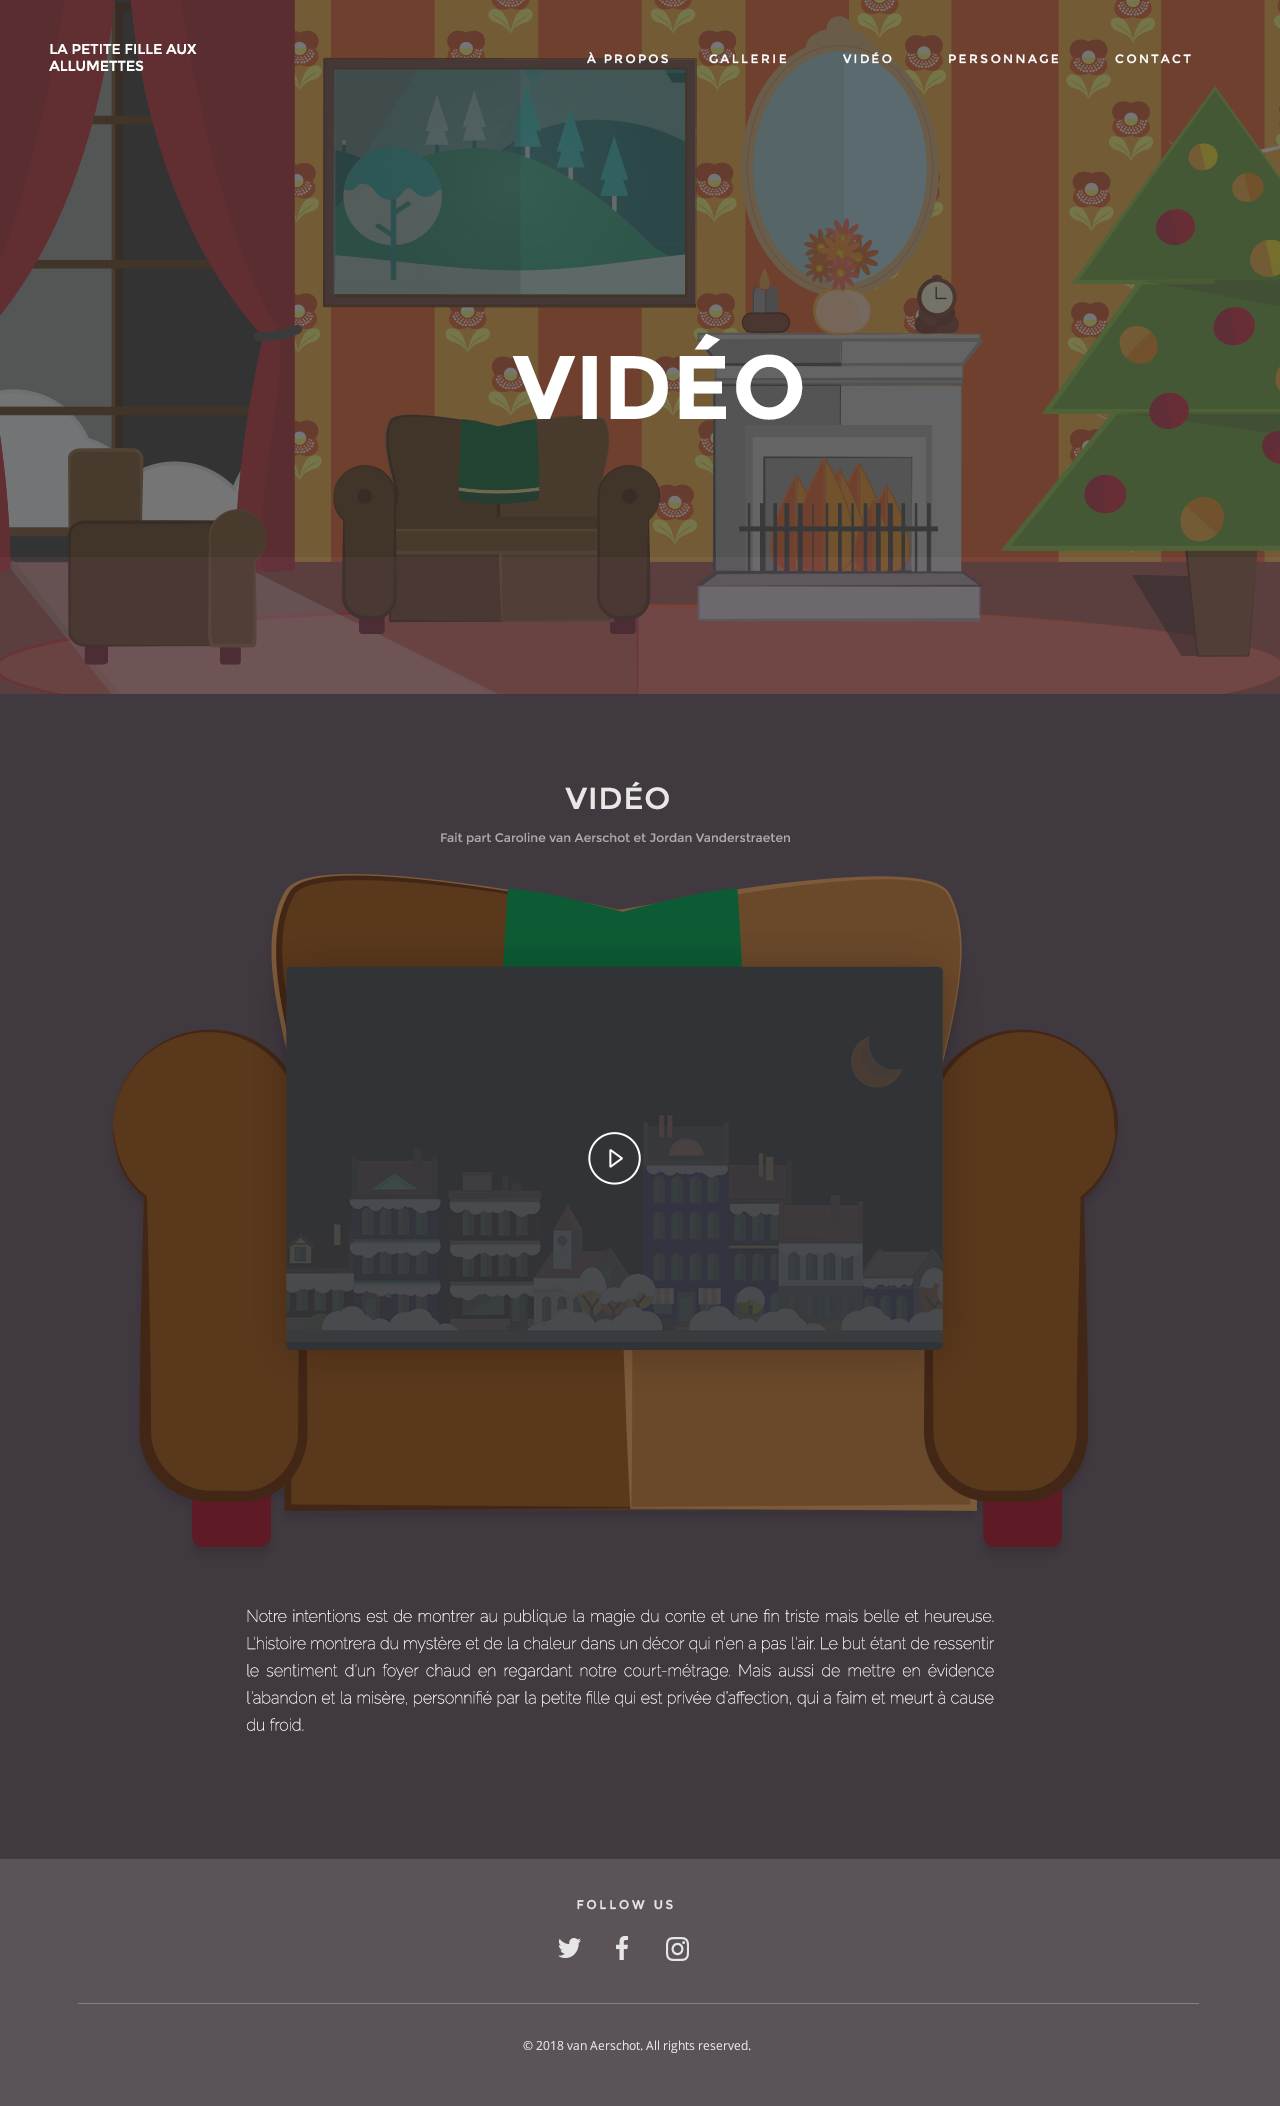 LA PETITE FILLE AUX
ALLUMETTES
À PROPOS GALLERIE VIDÉO PERSONNAGE CONTACT
VIDÉO
VIDÉO
Fait part Caroline van Aerschot et Jordan Vanderstraeten
Notre intentions est de montrer au publique la magie du conte et une fin triste mais belle et heureuse.
L'histoire montrera du mystère et de la chaleur dans un décor qui n'en a pas l'air. Le but étant de ressentir
le sentiment d'un foyer chaud en regardant notre court-métrage. Mais aussi de mettre en évidence
l'abandon et la misère, personnifié par la petite fille qui est privée d'affection, qui a faim et meurt à cause
du froid.
FOLLOW US
© 2018 van Aerschot. All rights reserved.